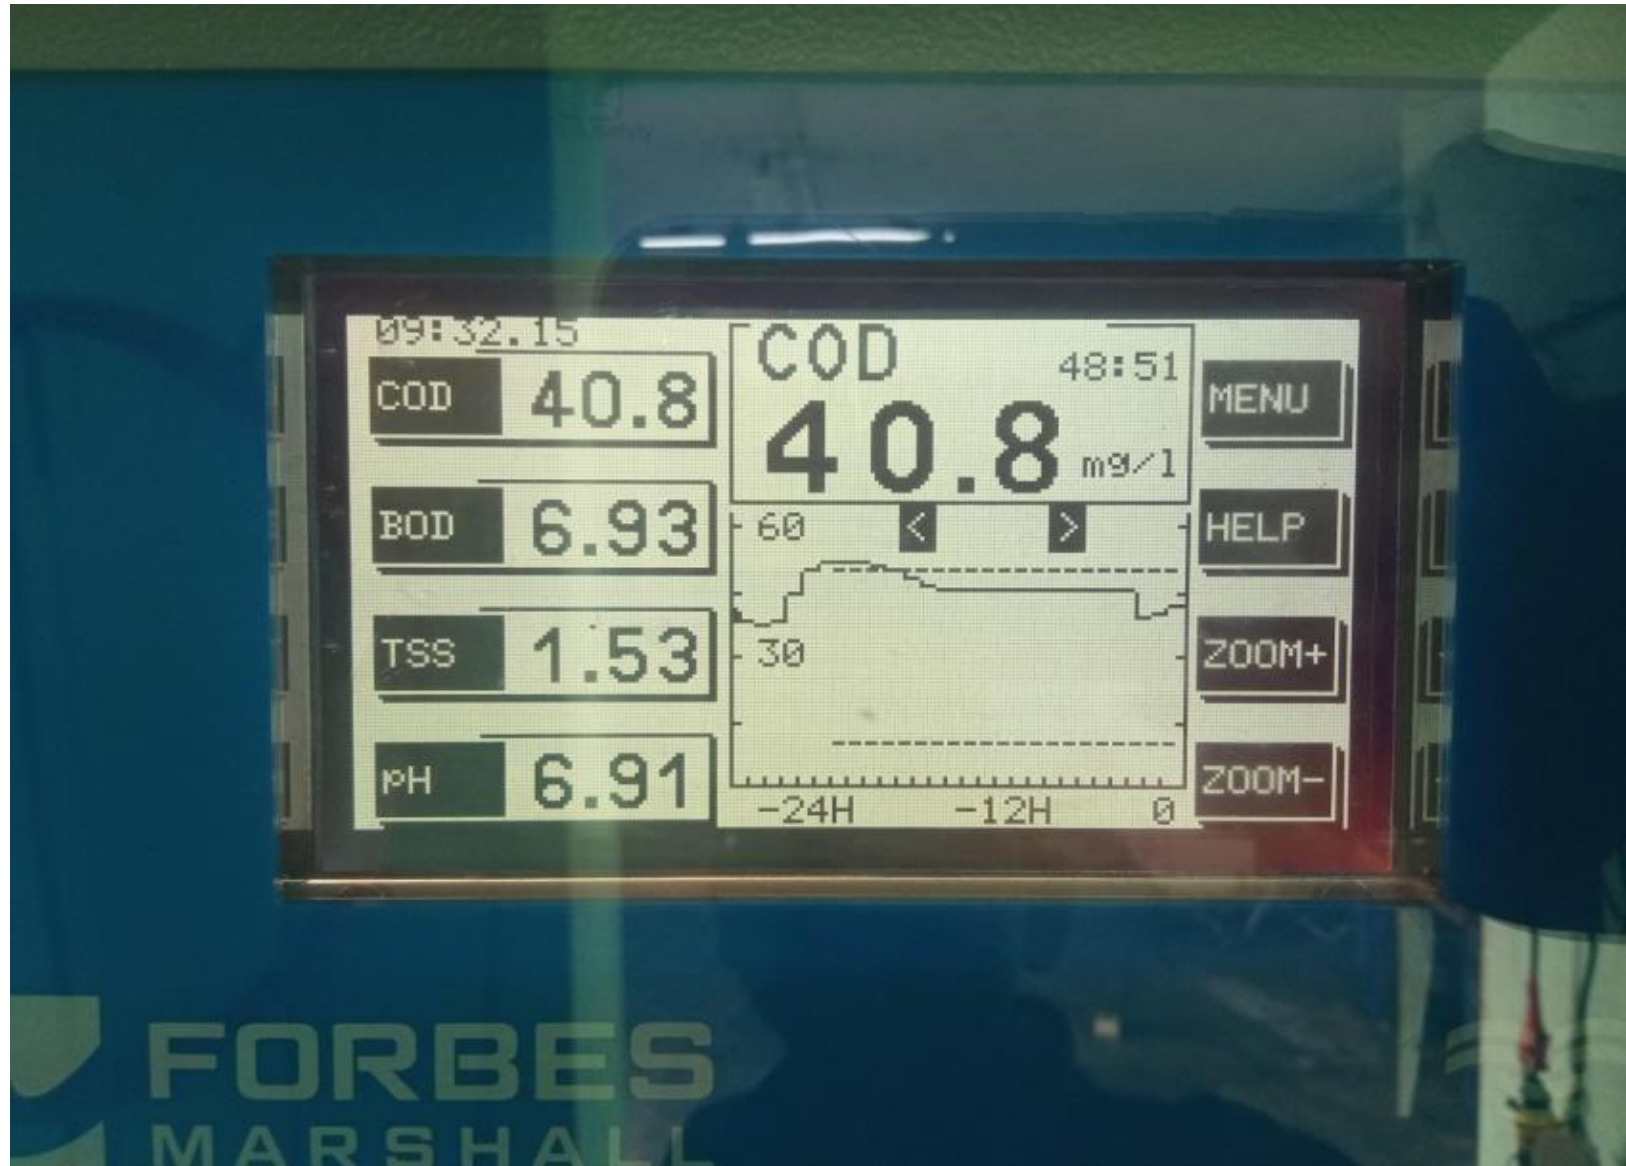 09:32.15
COD 40.8
BOD 6.93
TSS 1.53
pH 6.91
COD
48:51
40.8 mg/l
< >
60
30
-24H -12H 0
MENU
HELP
ZOOM+
ZOOM-
FORBES
MARSHALL